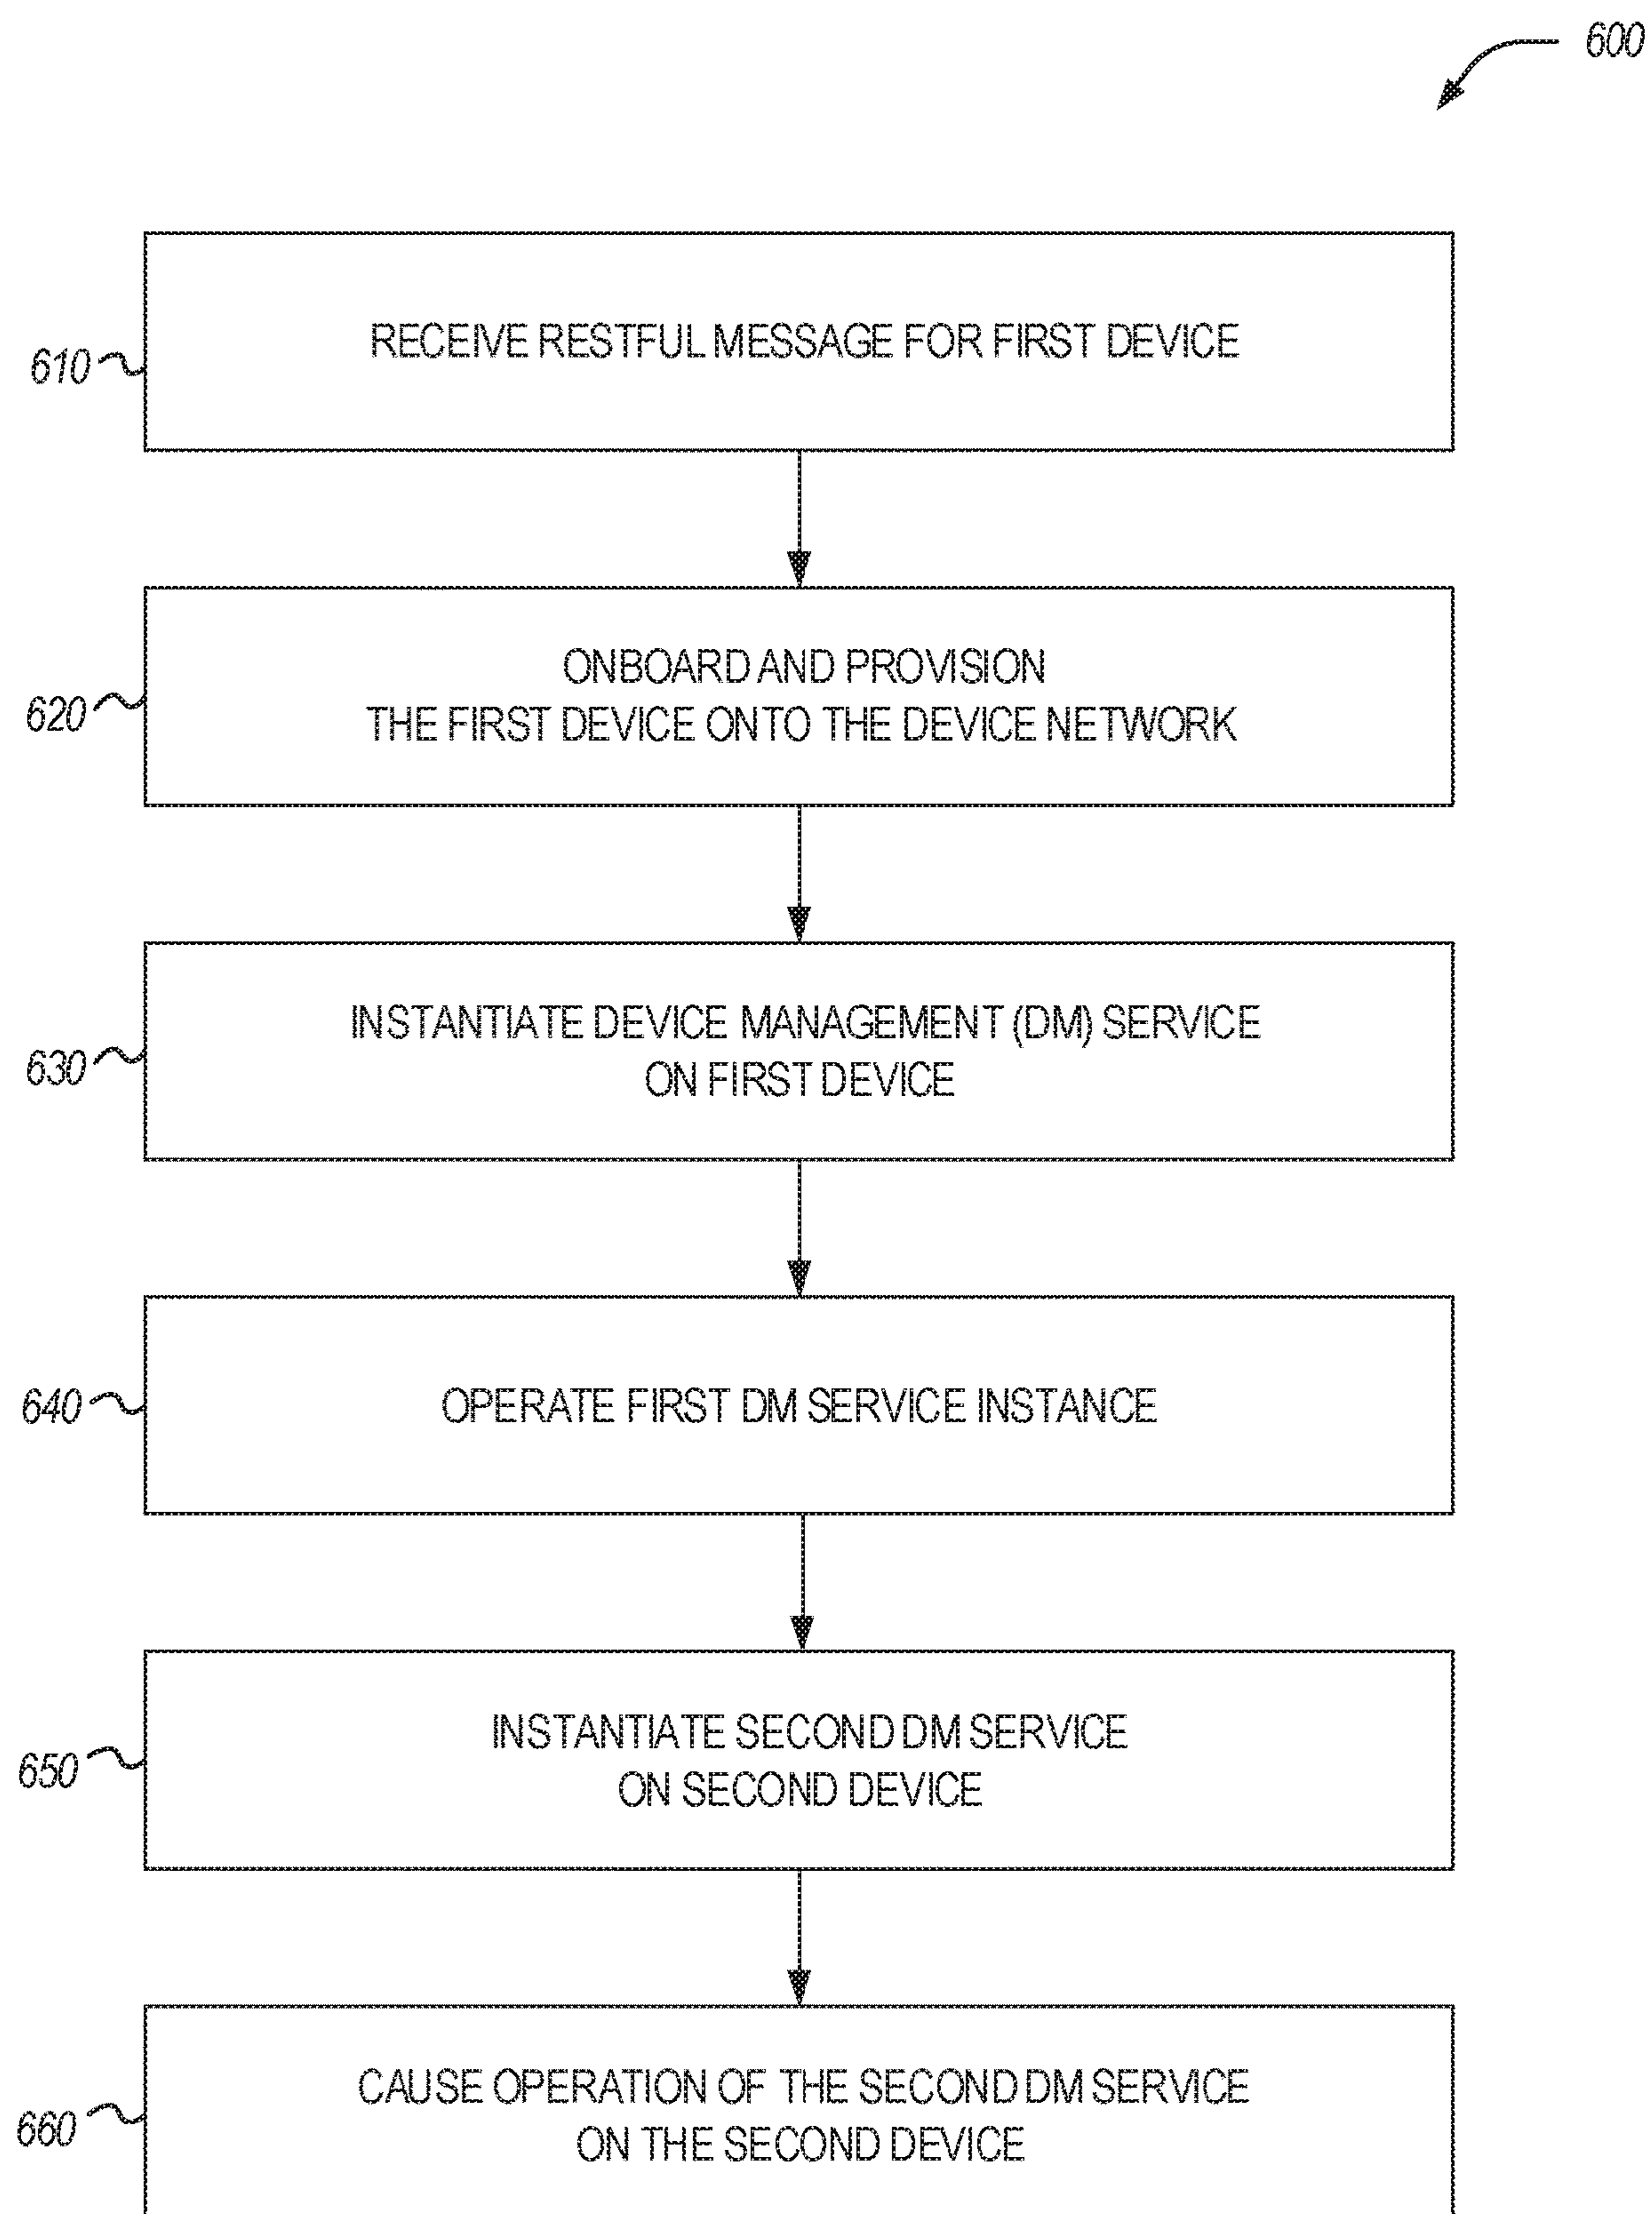 600
610
RECEIVE RESTFUL MESSAGE FOR FIRST DEVICE
620
ONBOARD AND PROVISION
THE FIRST DEVICE ONTO THE DEVICE NETWORK
630
INSTANTIATE DEVICE MANAGEMENT (DM) SERVICE
ON FIRST DEVICE
640
OPERATE FIRST DM SERVICE INSTANCE
650
INSTANTIATE SECOND DM SERVICE
ON SECOND DEVICE
660
CAUSE OPERATION OF THE SECOND DM SERVICE
ON THE SECOND DEVICE